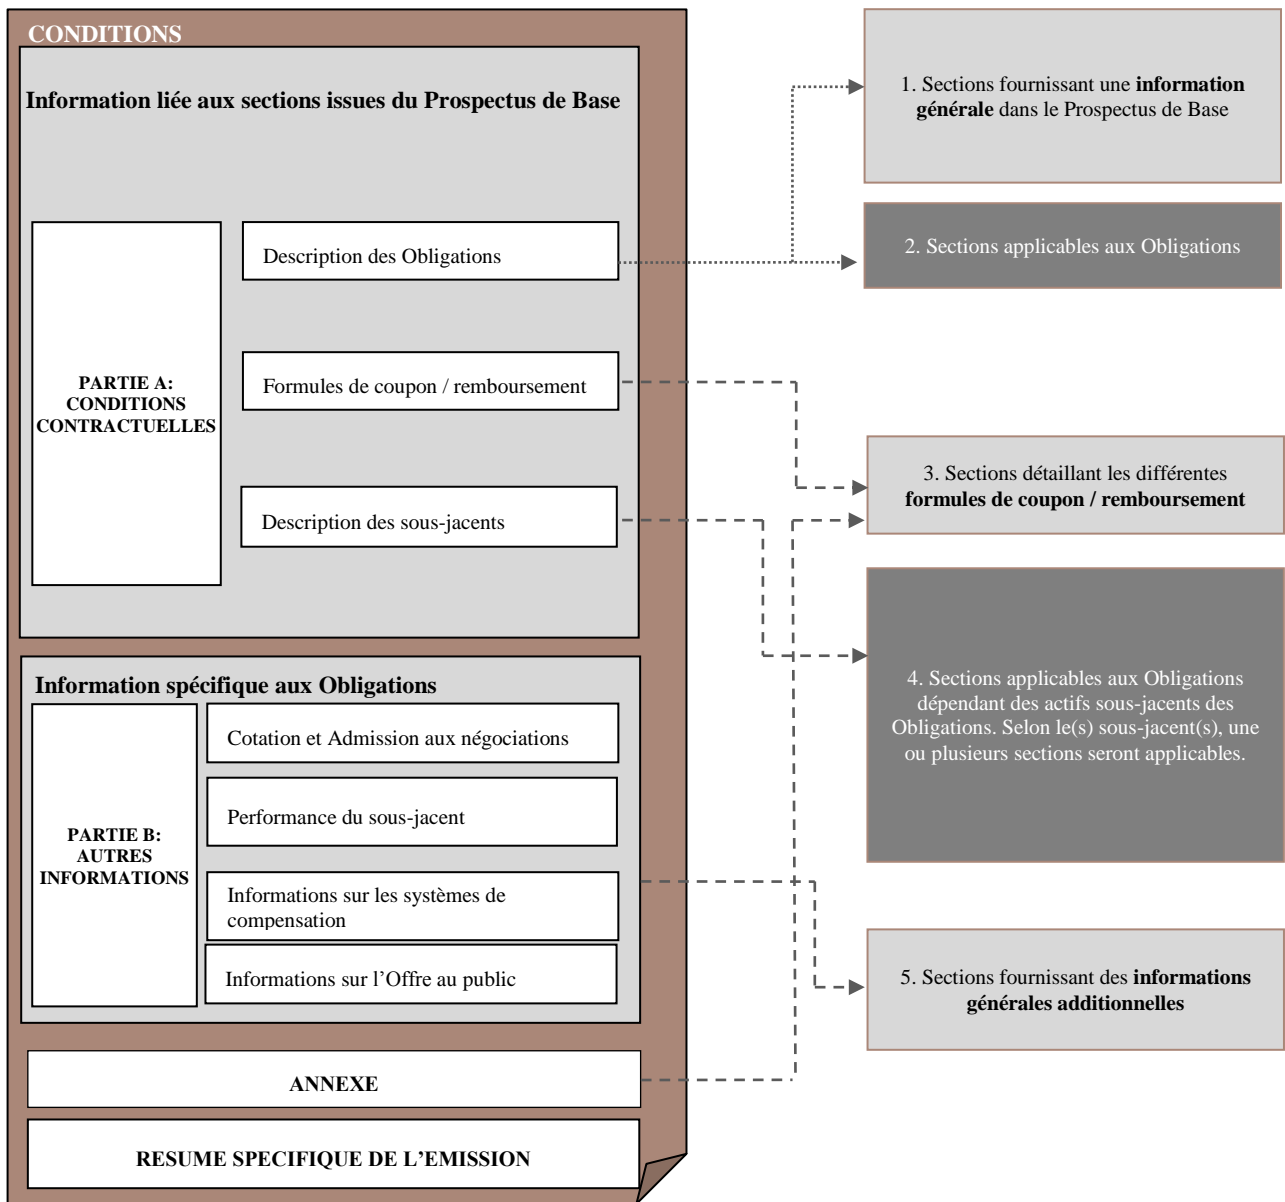 CONDITIONS
Information liée aux sections issues du Prospectus de Base
PARTIE A:
CONDITIONS
CONTRACTUELLES
Description des Obligations
Formules de coupon / remboursement
Description des sous-jacents
Information spécifique aux Obligations
PARTIE B:
AUTRES
INFORMATIONS
Cotation et Admission aux négociations
Performance du sous-jacent
Informations sur les systèmes de
compensation
Informations sur l’Offre au public
ANNEXE
RESUME SPECIFIQUE DE L’EMISSION
1. Sections fournissant une information
générale dans le Prospectus de Base
2. Sections applicables aux Obligations
3. Sections détaillant les différentes
formules de coupon / remboursement
4. Sections applicables aux Obligations
dépendant des actifs sous-jacents des
Obligations. Selon le(s) sous-jacent(s), une
ou plusieurs sections seront applicables.
5. Sections fournissant des informations
générales additionnelles